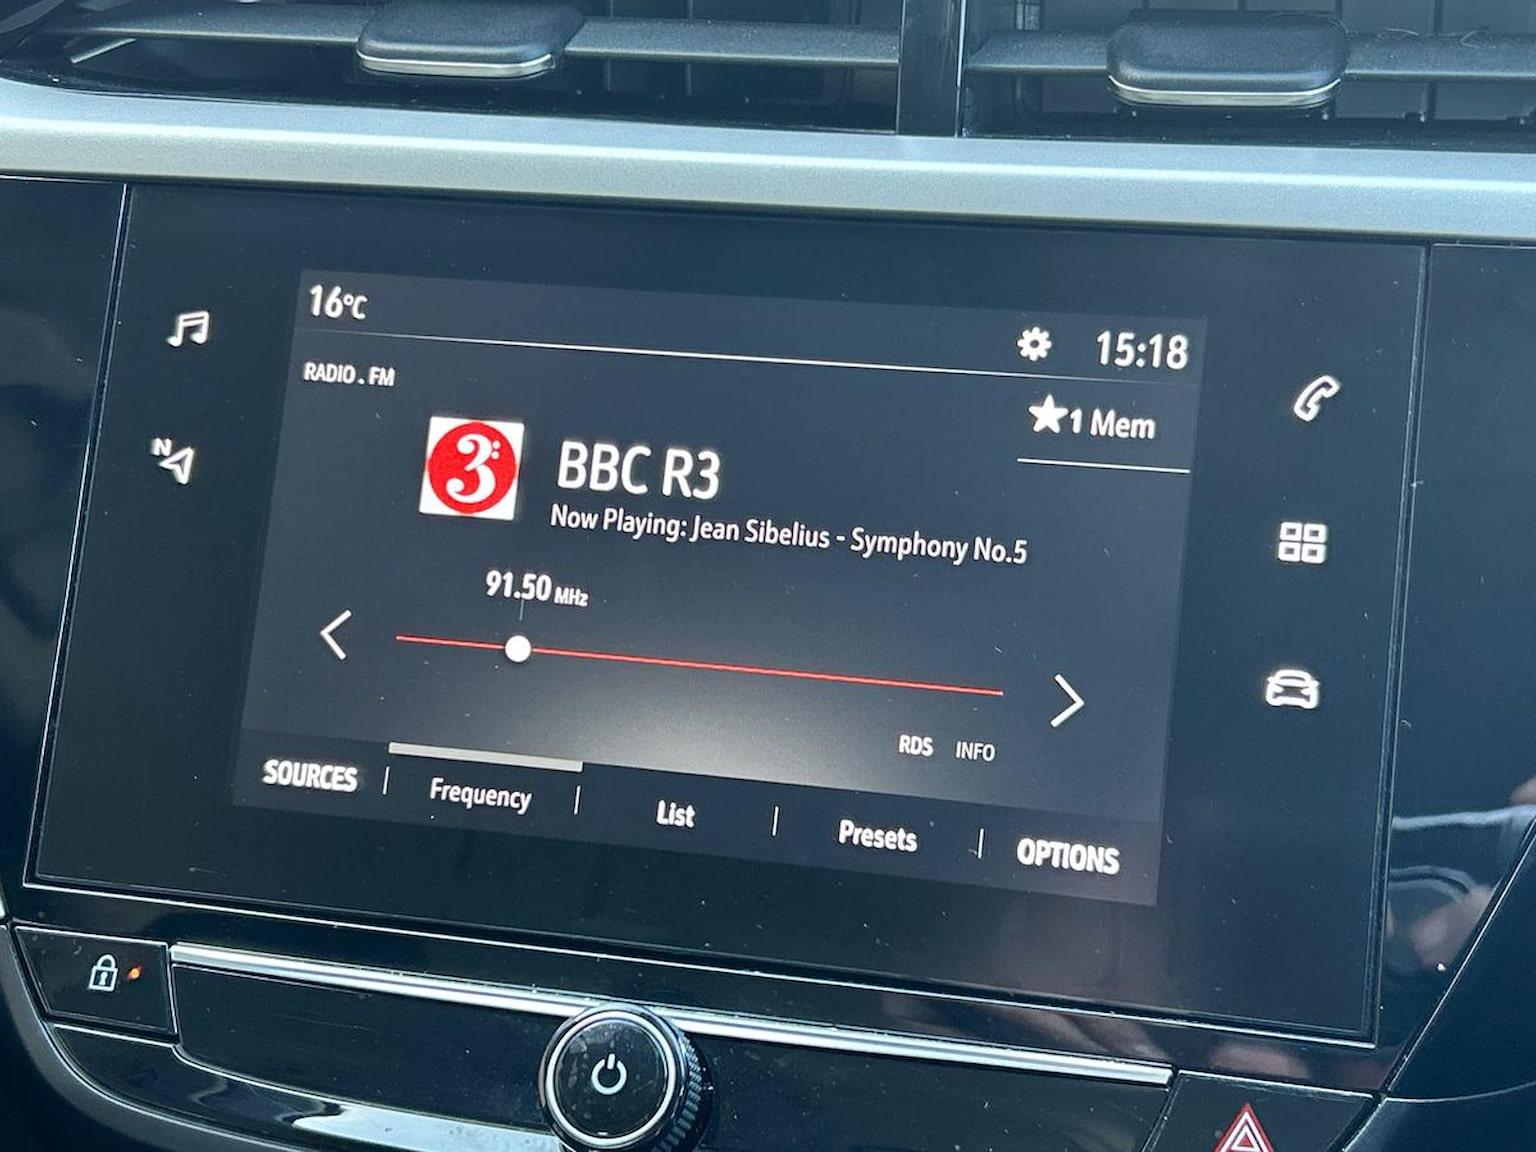 16°C
15:18
RADIO . FM
★1 Mem
3
BBC R3
Now Playing: Jean Sibelius - Symphony No.5
N
91.50 MHz
RDS INFO
SOURCES | Frequency | List | Presets | OPTIONS